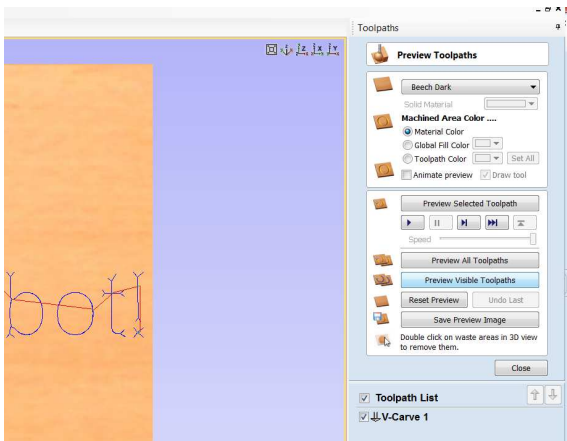 Toolpaths
Z X Y
Preview Toolpaths
Beech Dark
Solid Material
Machined Area Color ....
Material Color
Global Fill Color
Toolpath Color Set All
Animate preview Draw tool
Preview Selected Toolpath
Speed
Preview All Toolpaths
Preview Visible Toolpaths
Reset Preview Undo Last
Save Preview Image
Double click on waste areas in 3D view
to remove them.
Close
Toolpath List
V-Carve 1
botl